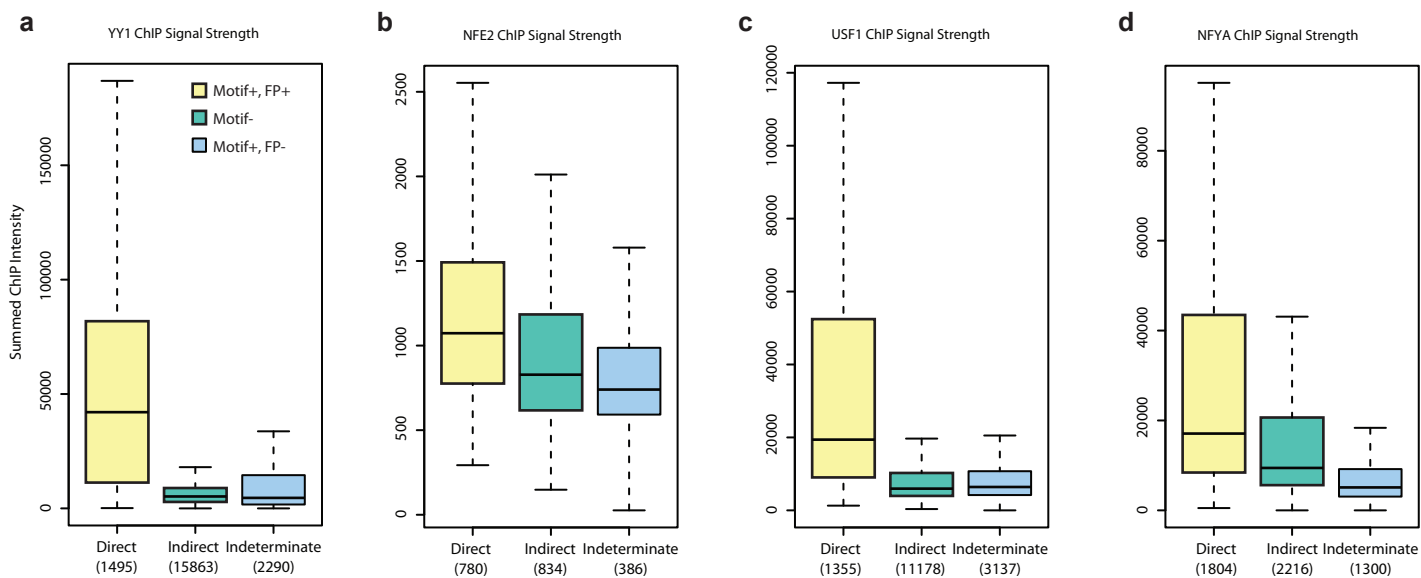 a
YY1 ChIP Signal Strength
Summed ChIP Intensity
150000
100000
50000
0
Motif+, FP+
Motif-
Motif+, FP-
Direct Indirect Indeterminate
(1495) (15863) (2290)
b
NFE2 ChIP Signal Strength
2500
2000
1500
1000
500
0
Direct Indirect Indeterminate
(780) (834) (386)
c
USF1 ChIP Signal Strength
120000
100000
80000
60000
40000
20000
0
Direct Indirect Indeterminate
(1355) (11178) (3137)
d
NFYA ChIP Signal Strength
80000
60000
40000
20000
0
Direct Indirect Indeterminate
(1804) (2216) (1300)